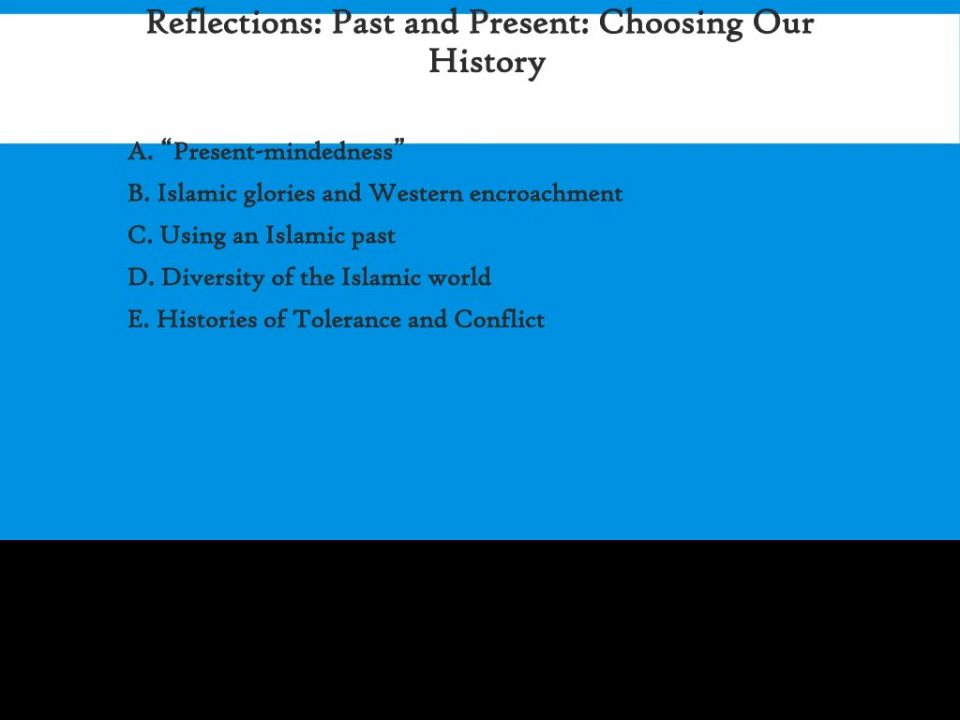 Reflections: Past and Present: Choosing Our
History
A. “Present-mindedness”
B. Islamic glories and Western encroachment
C. Using an Islamic past
D. Diversity of the Islamic world
E. Histories of Tolerance and Conflict